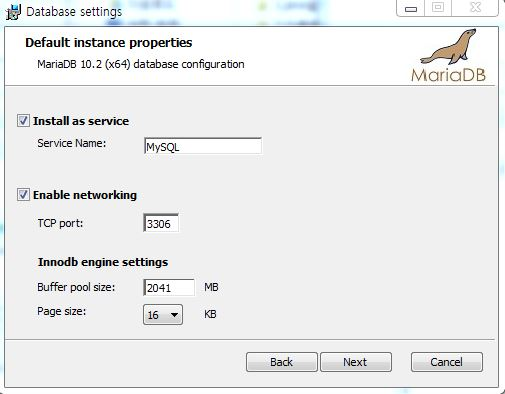 Database settings
Default instance properties
MariaDB 10.2 (x64) database configuration
MariaDB
Install as service
Service Name: MySQL
Enable networking
TCP port: 3306
Innodb engine settings
Buffer pool size: 2041 MB
Page size: 16 KB
Back Next Cancel